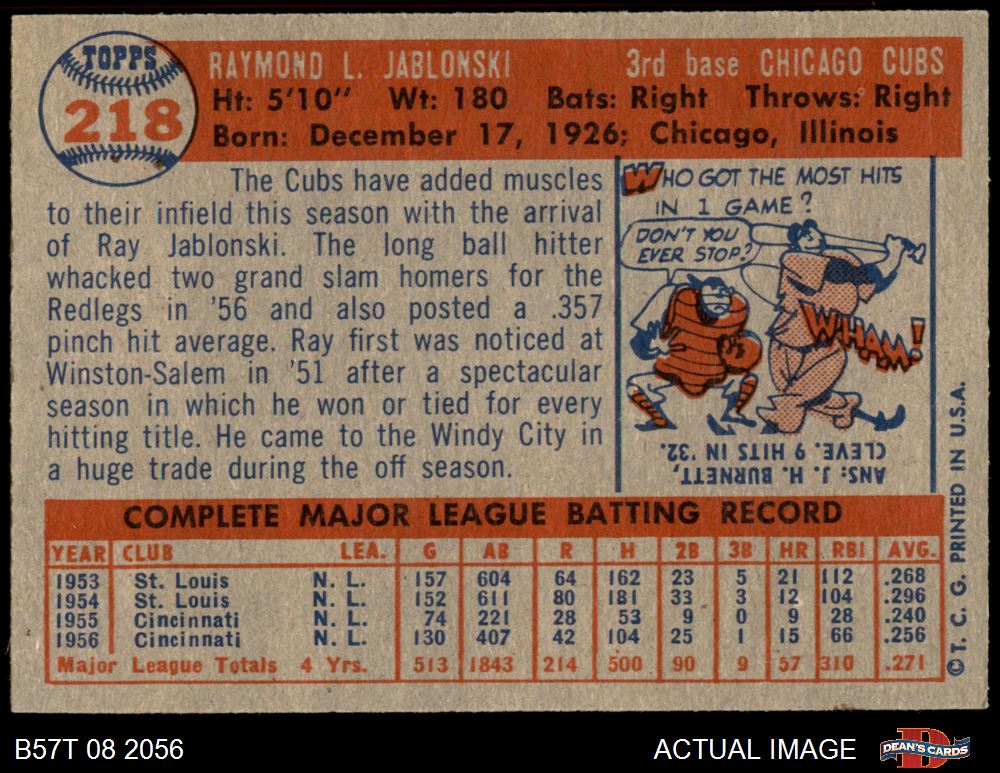 TOPPS
218
RAYMOND L. JABLONSKI 3rd base CHICAGO CUBS
Ht: 5'10" Wt: 180 Bats: Right Throws: Right
Born: December 17, 1926; Chicago, Illinois
The Cubs have added muscles
to their infield this season with the arrival
of Ray Jablonski. The long ball hitter
whacked two grand slam homers for the
Redlegs in '56 and also posted a .357
pinch hit average. Ray first was noticed at
Winston-Salem in '51 after a spectacular
season in which he won or tied for every
hitting title. He came to the Windy City in
a huge trade during the off season.
WHO GOT THE MOST HITS
IN 1 GAME?
DON'T YOU
EVER STOP?
WHAM!
ANS: J. H. BURNETT,
CLEVE. 9 HITS IN '32.
COMPLETE MAJOR LEAGUE BATTING RECORD
YEAR CLUB LEA. G AB R H 2B 3B HR RBI AVG.
1953 St. Louis N. L. 157 604 64 162 23 5 21 112 .268
1954 St. Louis N. L. 152 611 80 181 33 3 12 104 .296
1955 Cincinnati N. L. 74 221 28 53 9 0 9 28 .240
1956 Cincinnati N. L. 130 407 42 104 25 1 15 66 .256
Major League Totals 4 Yrs. 513 1843 214 500 90 9 57 310 .271
©T. C. G. PRINTED IN U.S.A.
B57T 08 2056
ACTUAL IMAGE
DEAN'S CARDS